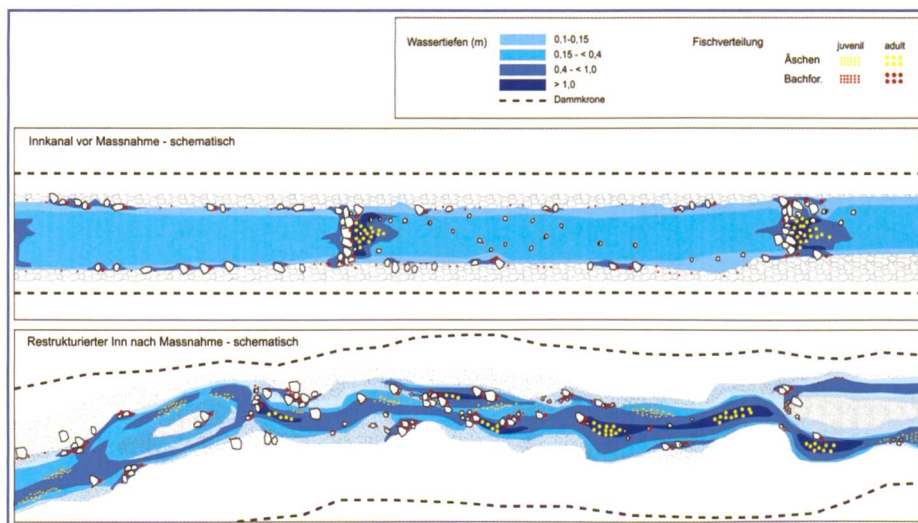 Wassertiefen (m)
0,1-0,15
0,15 - < 0,4
0,4 - < 1,0
> 1,0
Dammkrone
Fischverteilung
juvenil adult
Äschen
Bachfor.
Innkanal vor Massnahme - schematisch
Restrukturierter Inn nach Massnahme - schematisch